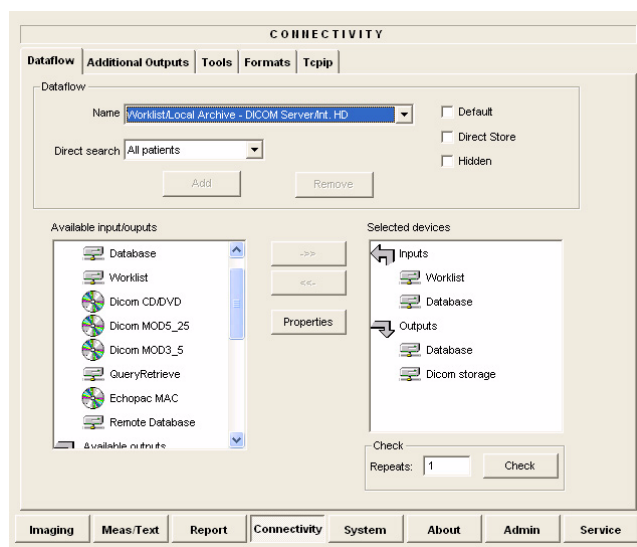 CONNECTIVITY
Dataflow Additional Outputs Tools Formats Tcpip
Dataflow
Name Worklist/Local Archive - DICOM Server/Int. HD Default
Direct Store
Direct search All patients
Hidden
Add Remove
Available input/ouputs Selected devices
Database ->> Inputs
Worklist <<- Worklist
Dicom CD/DVD Database
Dicom MOD5_25 Properties Outputs
Dicom MOD3_5 Database
QueryRetrieve Dicom storage
Echopac MAC
Remote Database
Available outputs
Check
Repeats: 1 Check
Imaging Meas/Text Report Connectivity System About Admin Service